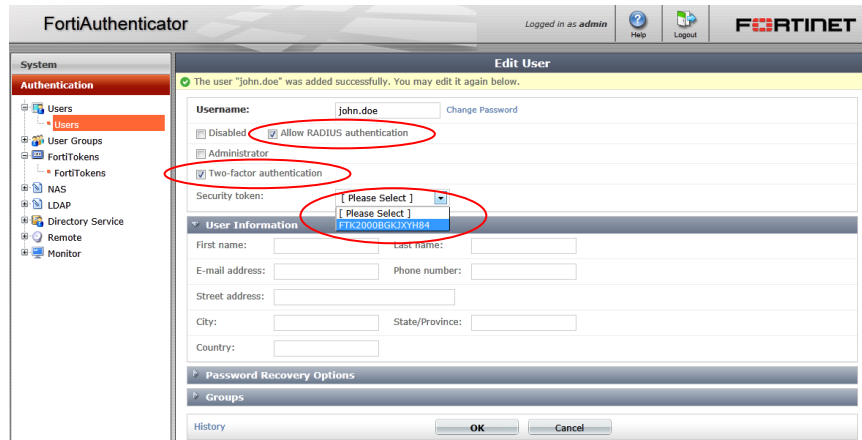 FortiAuthenticator
Logged in as admin
Help
Logout
FORTINET
System
Authentication
Users
Users
User Groups
FortiTokens
FortiTokens
NAS
LDAP
Directory Service
Remote
Monitor
Edit User
The user "john.doe" was added successfully. You may edit it again below.
Username: john.doe Change Password
Disabled Allow RADIUS authentication
Administrator
Two-factor authentication
Security token: [ Please Select ]
[ Please Select ]
FTK2000BGKJXYH84
User Information
First name: Last name:
E-mail address: Phone number:
Street address:
City: State/Province:
Country:
Password Recovery Options
Groups
History OK Cancel